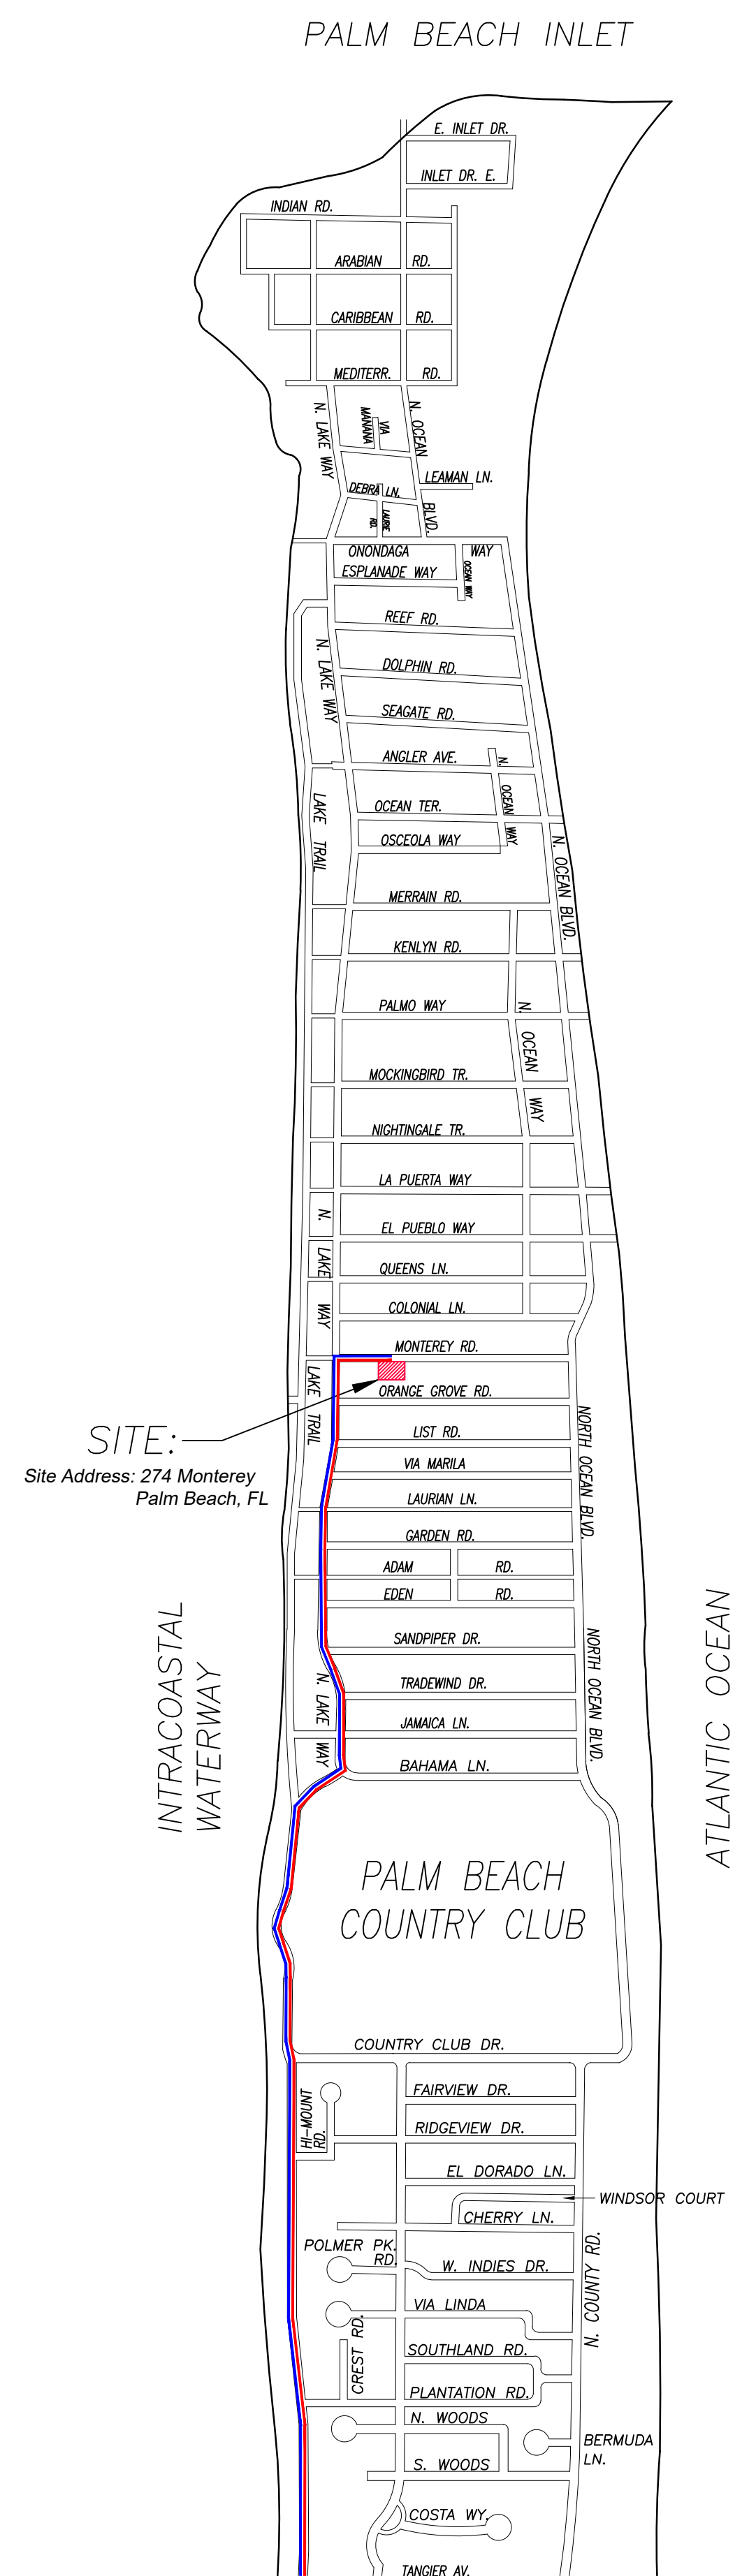 PALM BEACH INLET
E. INLET DR.
INLET DR. E.
INDIAN RD.
ARABIAN RD.
CARIBBEAN RD.
MEDITERR. RD.
N. LAKE WAY
VIA
MANANA
N. OCEAN BLVD.
LEAMAN LN.
DEBRA LN.
LAURIE
RD.
ONONDAGA WAY
ESPLANADE WAY
OCEAN WAY
REEF RD.
N. LAKE WAY
DOLPHIN RD.
SEAGATE RD.
ANGLER AVE.
N. OCEAN WAY
OCEAN TER.
LAKE TRAIL
OSCEOLA WAY
N. OCEAN BLVD.
MERRAIN RD.
KENLYN RD.
PALMO WAY
N. OCEAN WAY
MOCKINGBIRD TR.
NIGHTINGALE TR.
LA PUERTA WAY
N. LAKE WAY
EL PUEBLO WAY
QUEENS LN.
COLONIAL LN.
MONTEREY RD.
LAKE TRAIL
ORANGE GROVE RD.
SITE:
Site Address: 274 Monterey
Palm Beach, FL
LIST RD.
NORTH OCEAN BLVD.
VIA MARILA
LAURIAN LN.
GARDEN RD.
ADAM RD.
EDEN RD.
SANDPIPER DR.
NORTH OCEAN BLVD.
N. LAKE WAY
TRADEWIND DR.
JAMAICA LN.
BAHAMA LN.
INTRACOASTAL
WATERWAY
ATLANTIC OCEAN
PALM BEACH
COUNTRY CLUB
COUNTRY CLUB DR.
HI-MOUNT
RD.
FAIRVIEW DR.
RIDGEVIEW DR.
EL DORADO LN.
WINDSOR COURT
CHERRY LN.
POLMER PK.
RD.
W. INDIES DR.
N. COUNTY RD.
VIA LINDA
CREST RD.
SOUTHLAND RD.
PLANTATION RD.
N. WOODS
BERMUDA
LN.
S. WOODS
COSTA WY.
TANGIER AV.